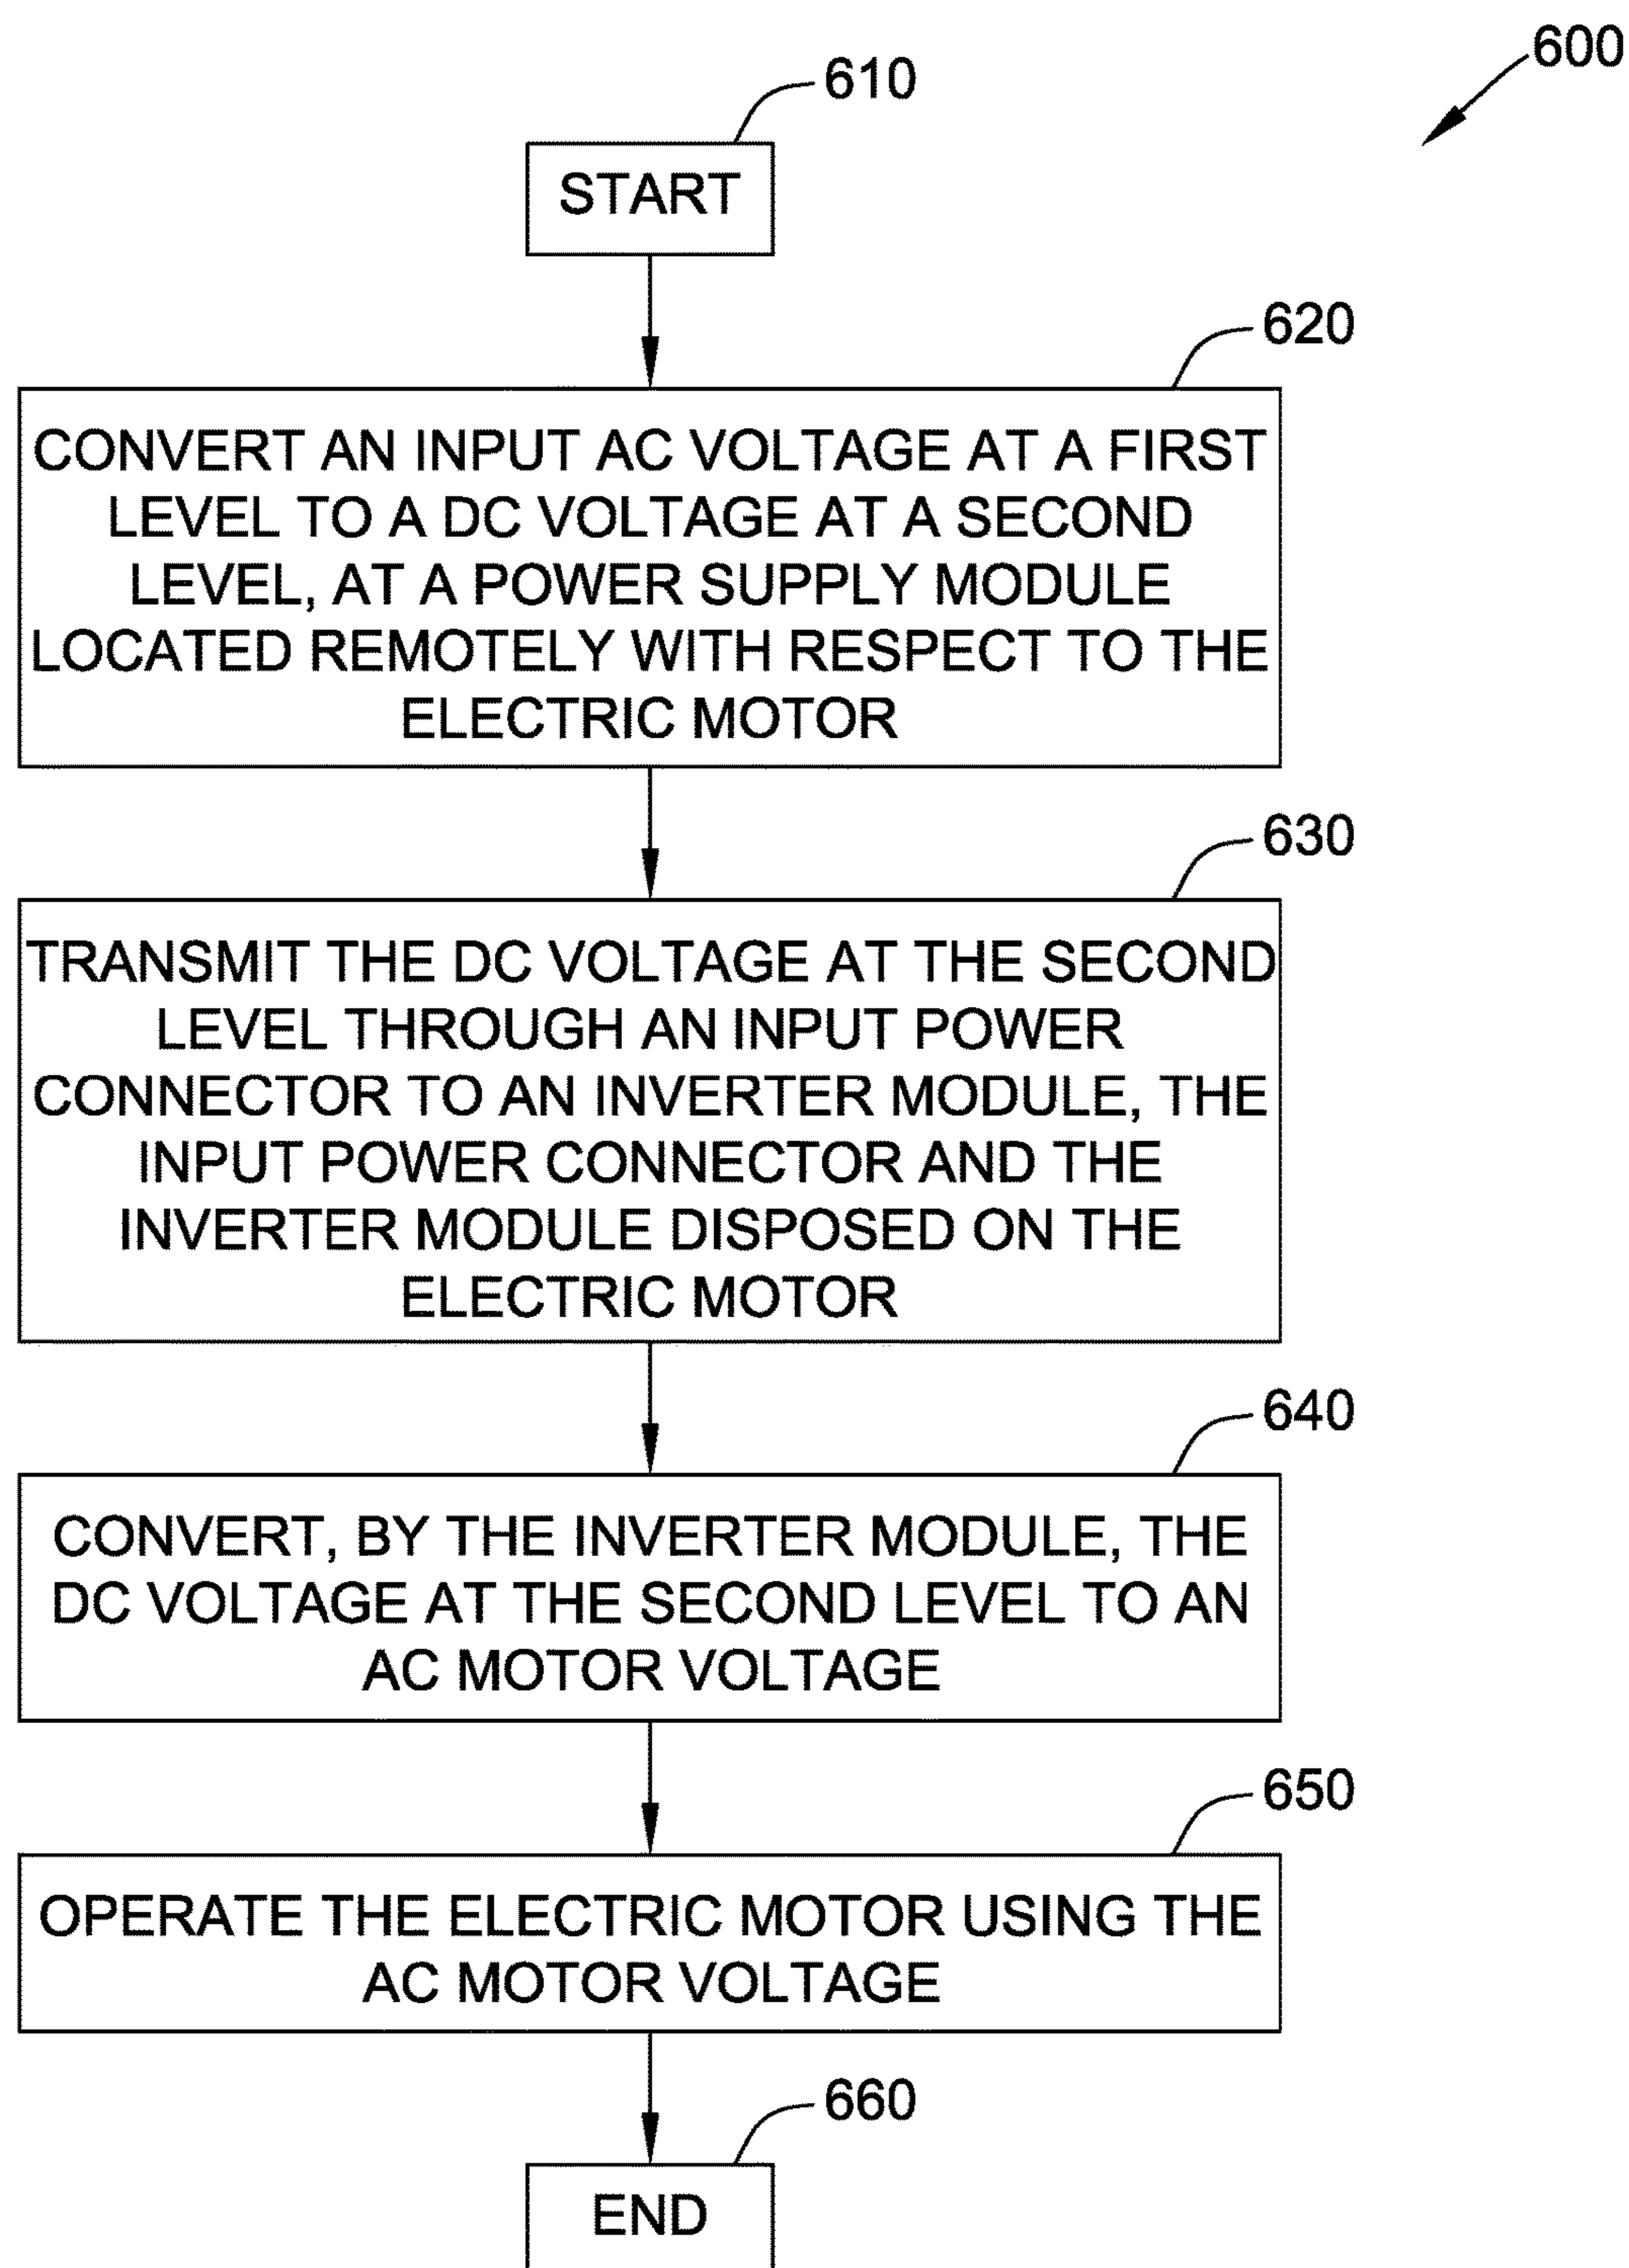 600
610
START
620
CONVERT AN INPUT AC VOLTAGE AT A FIRST
LEVEL TO A DC VOLTAGE AT A SECOND
LEVEL, AT A POWER SUPPLY MODULE
LOCATED REMOTELY WITH RESPECT TO THE
ELECTRIC MOTOR
630
TRANSMIT THE DC VOLTAGE AT THE SECOND
LEVEL THROUGH AN INPUT POWER
CONNECTOR TO AN INVERTER MODULE, THE
INPUT POWER CONNECTOR AND THE
INVERTER MODULE DISPOSED ON THE
ELECTRIC MOTOR
640
CONVERT, BY THE INVERTER MODULE, THE
DC VOLTAGE AT THE SECOND LEVEL TO AN
AC MOTOR VOLTAGE
650
OPERATE THE ELECTRIC MOTOR USING THE
AC MOTOR VOLTAGE
660
END